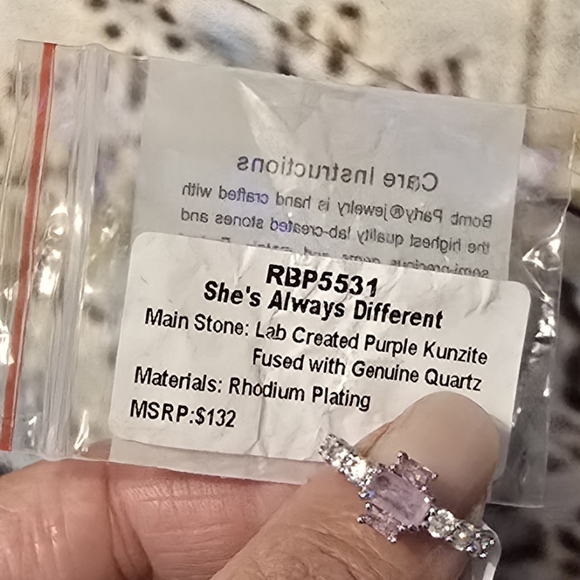 Care Instructions
Bomb Party® jewelry is hand crafted with
the highest quality lab-created stones and
RBP5531
She's Always Different
Main Stone: Lab Created Purple Kunzite
Fused with Genuine Quartz
Materials: Rhodium Plating
MSRP:$132